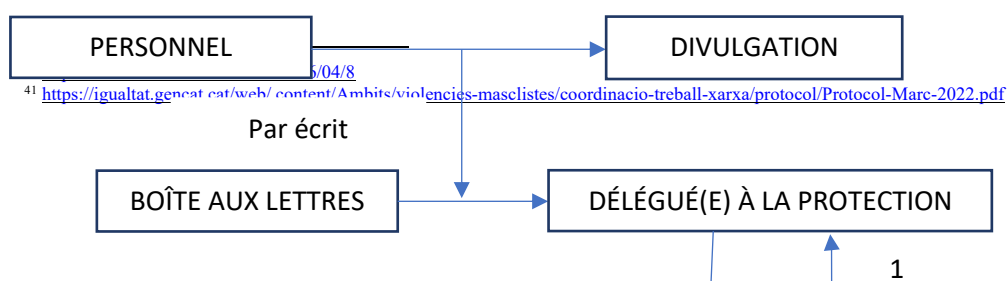 PERSONNEL
DIVULGATION
6/04/8
41 https://igualtat.gencat.cat/web/.content/Ambits/violencies-masclistes/coordinacio-treball-xarxa/protocol/Protocol-Marc-2022.pdf
Par écrit
BOÎTE AUX LETTRES
DÉLÉGUÉ(E) À LA PROTECTION
1